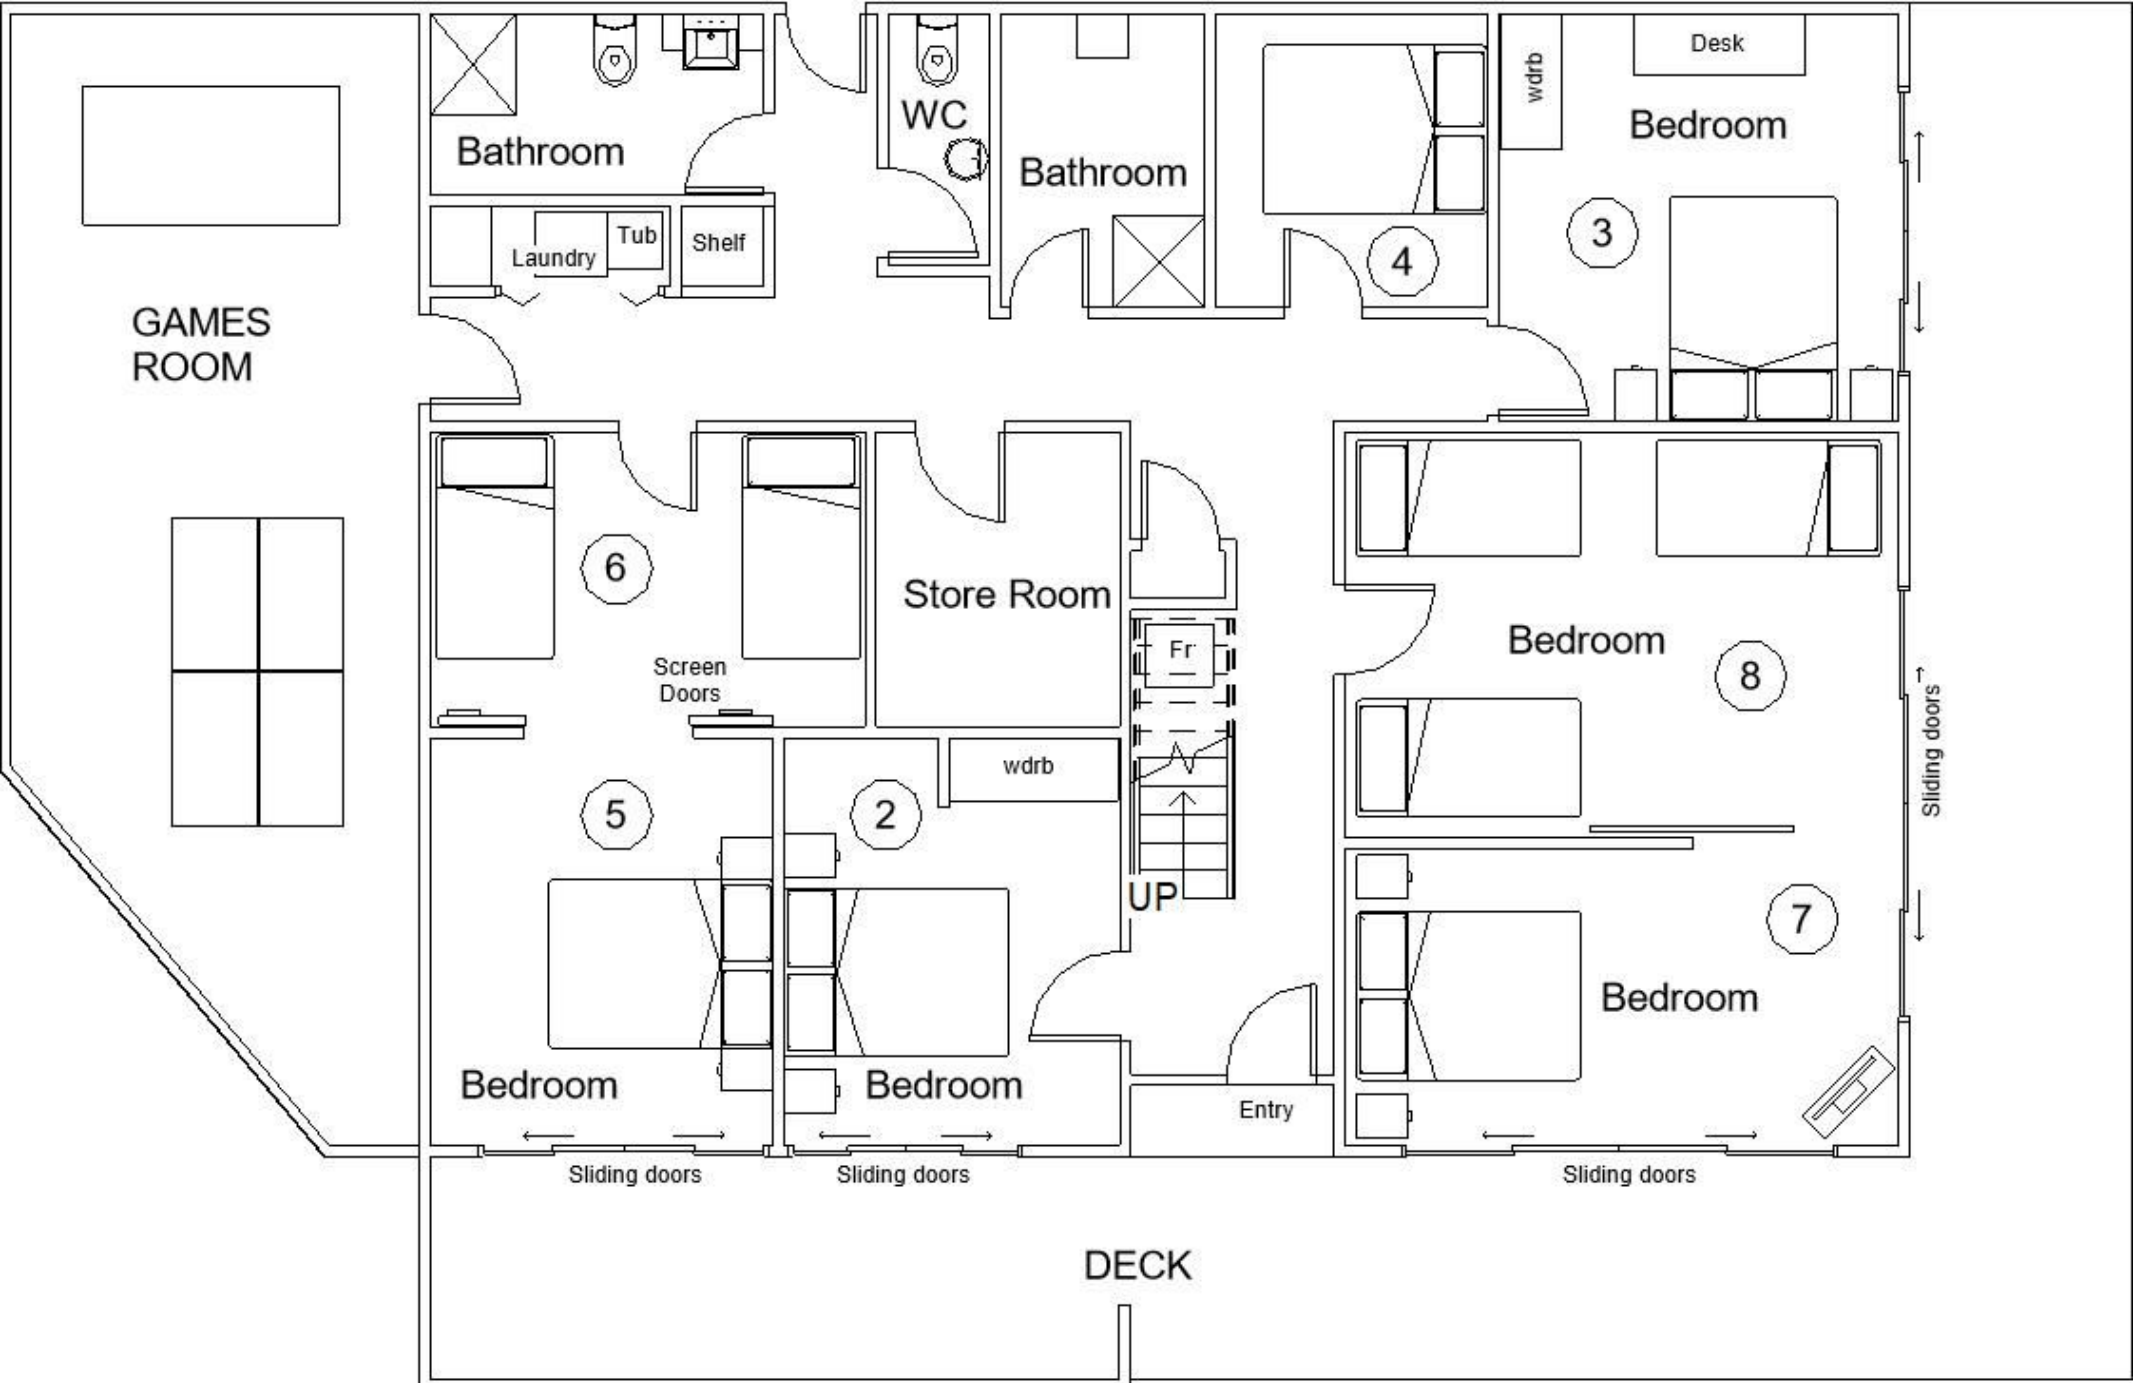 Desk
wdrb
Bedroom
WC
Bathroom
Bathroom
3
Tub
Shelf
Laundry
4
GAMES
ROOM
6
Store Room
Screen
Doors
Fr
Bedroom
8
Sliding doors
wdrb
5
2
UP
7
Bedroom
Bedroom
Bedroom
Entry
Sliding doors
Sliding doors
Sliding doors
DECK